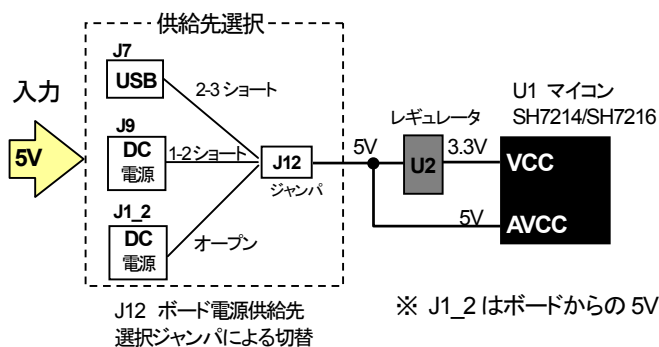 供給先選択
入力
5V
J7
USB
2-3 ショート
J9
DC
電源
1-2 ショート
J1_2
DC
電源
オープン
J12
ジャンパ
5V
レギュレータ
U2
3.3V
5V
U1 マイコン
SH7214/SH7216
VCC
AVCC
J12 ボード電源供給先
選択ジャンパによる切替
※ J1_2 はボードからの 5V